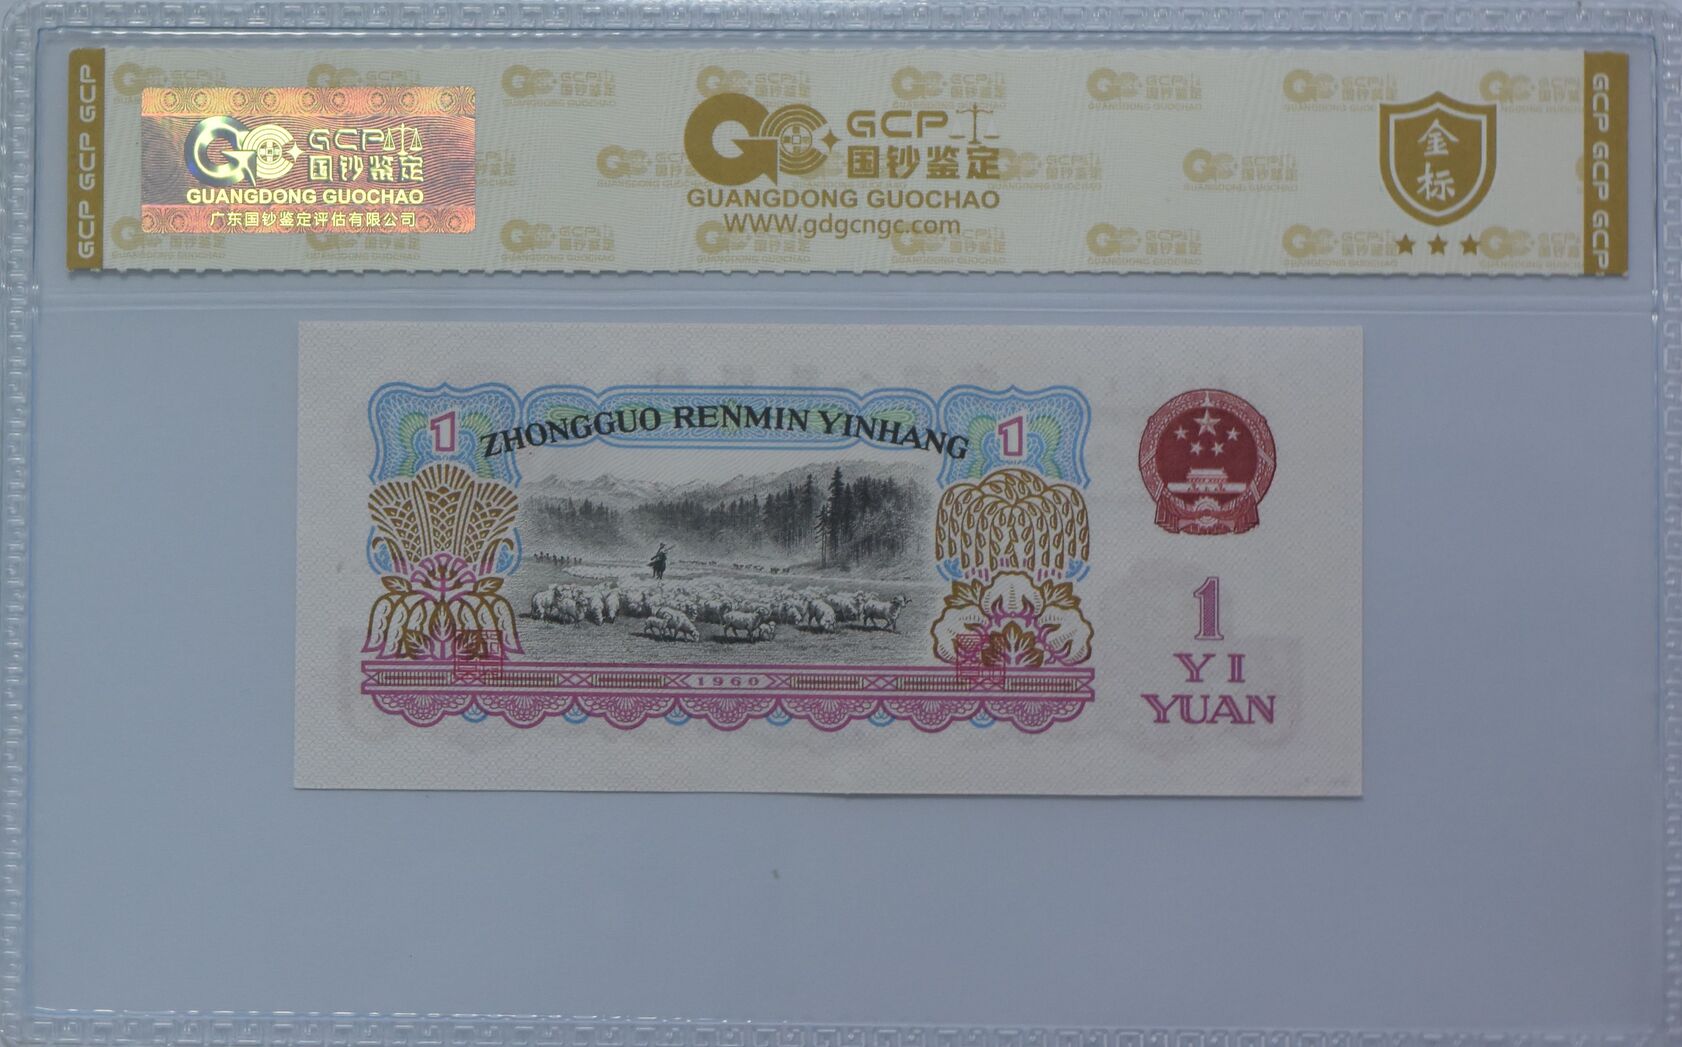 GCP GCP GCP
GCP
国钞鉴定
GUANGDONG GUOCHAO
广东国钞鉴定评估有限公司
GCP
国钞鉴定
GUANGDONG GUOCHAO
WWW.gdgcngc.com
金标
GCP GCP GCP
ZHONGGUO RENMIN YINHANG
1
1
1960
1
YI
YUAN